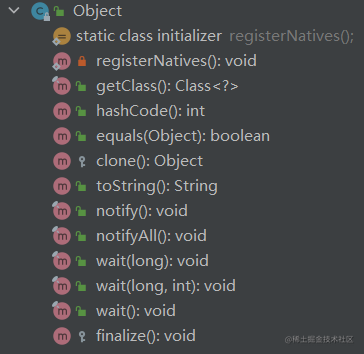 Object
static class initializer registerNatives();
registerNatives(): void
getClass(): Class<?>
hashCode(): int
equals(Object): boolean
clone(): Object
toString(): String
notify(): void
notifyAll(): void
wait(long): void
wait(long, int): void
wait(): void
finalize(): void
@稀土掘金技术社区